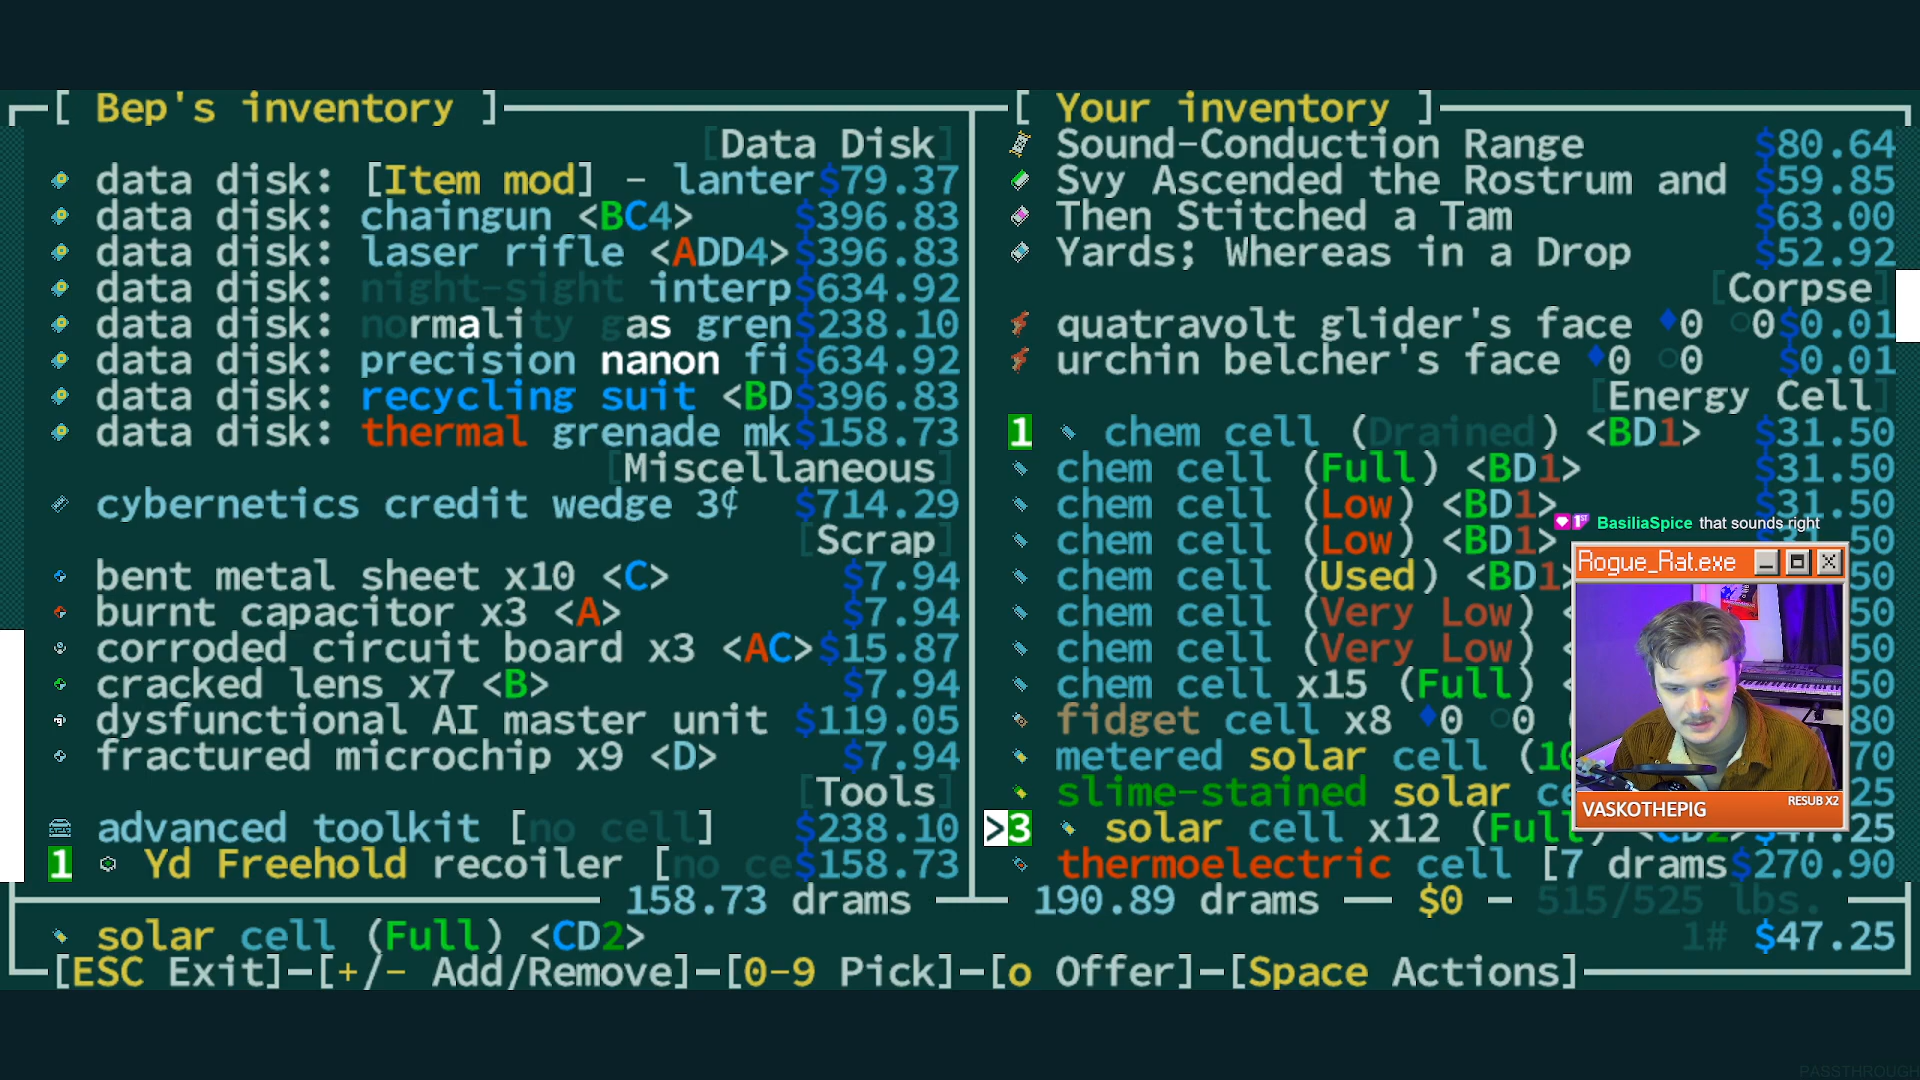 [ Bep's inventory ]
[Data Disk]
data disk: [Item mod] - lanter $79.37
data disk: chaingun <BC4> $396.83
data disk: laser rifle <ADD4> $396.83
data disk: night-sight interp $634.92
data disk: normality gas gren $238.10
data disk: precision nanon fi $634.92
data disk: recycling suit <BD $396.83
data disk: thermal grenade mk $158.73
[Miscellaneous]
cybernetics credit wedge 3¢ $714.29
[Scrap]
bent metal sheet x10 <C> $7.94
burnt capacitor x3 <A> $7.94
corroded circuit board x3 <AC> $15.87
cracked lens x7 <B> $7.94
dysfunctional AI master unit $119.05
fractured microchip x9 <D> $7.94
[Tools]
advanced toolkit [no cell] $238.10
1 Yd Freehold recoiler [no ce $158.73
158.73 drams
[ Your inventory ]
Sound-Conduction Range $80.64
Svy Ascended the Rostrum and $59.85
Then Stitched a Tam $63.00
Yards; Whereas in a Drop $52.92
[Corpse]
quatravolt glider's face ♦0 ○0 $0.01
urchin belcher's face ♦0 ○0 $0.01
[Energy Cell]
1 chem cell (Drained) <BD1> $31.50
chem cell (Full) <BD1> $31.50
chem cell (Low) <BD1> $31.50
chem cell (Low) <BD1>
chem cell (Used) <BD1> 50
chem cell (Very Low) < 50
chem cell (Very Low) < 50
chem cell x15 (Full) < 50
fidget cell x8 ♦0 ○0 80
metered solar cell (10 70
slime-stained solar ce 25
>3 solar cell x12 (Full) <CD2> $47.25
thermoelectric cell [7 drams $270.90
190.89 drams — $0 — 515/525 lbs.
BasiliaSpice that sounds right
Rogue_Rat.exe
VASKOTHEPIG RESUB X2
solar cell (Full) <CD2> 1# $47.25
[ESC Exit]—[+/- Add/Remove]—[0-9 Pick]—[o Offer]—[Space Actions]
PASSTHROUGH